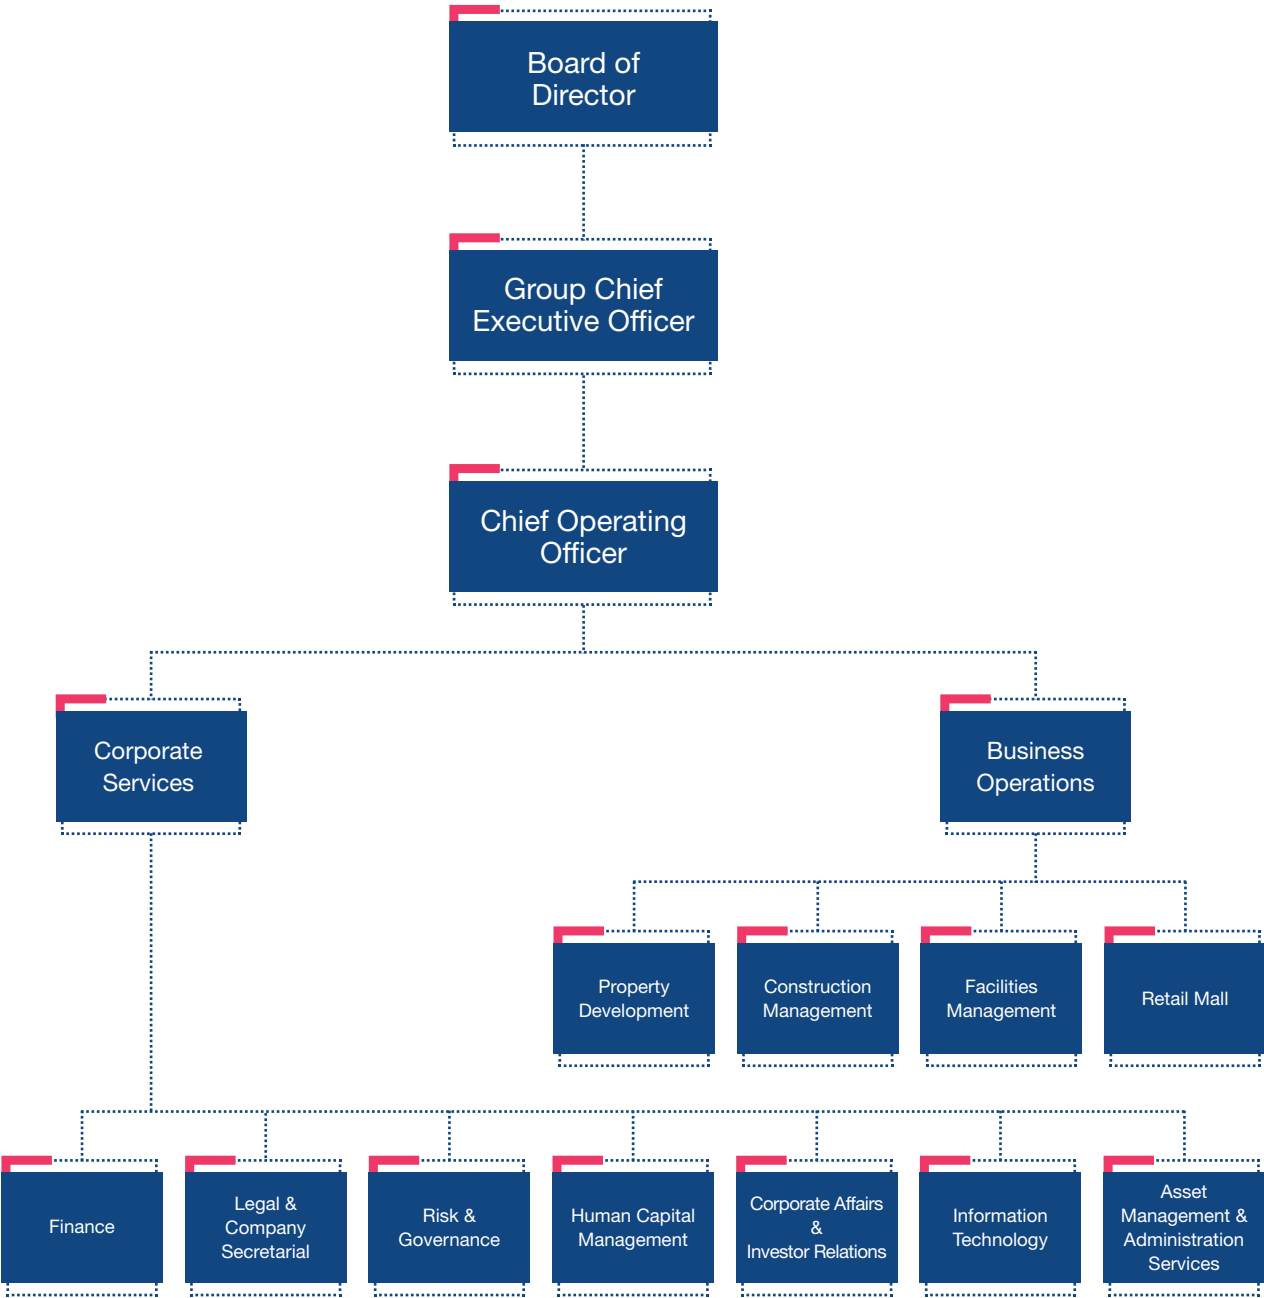 Board of
Director
Group Chief
Executive Officer
Chief Operating
Officer
Corporate
Services
Business
Operations
Property
Development
Construction
Management
Facilities
Management
Retail Mall
Finance
Legal &
Company
Secretarial
Risk &
Governance
Human Capital
Management
Corporate Affairs
&
Investor Relations
Information
Technology
Asset
Management &
Administration
Services